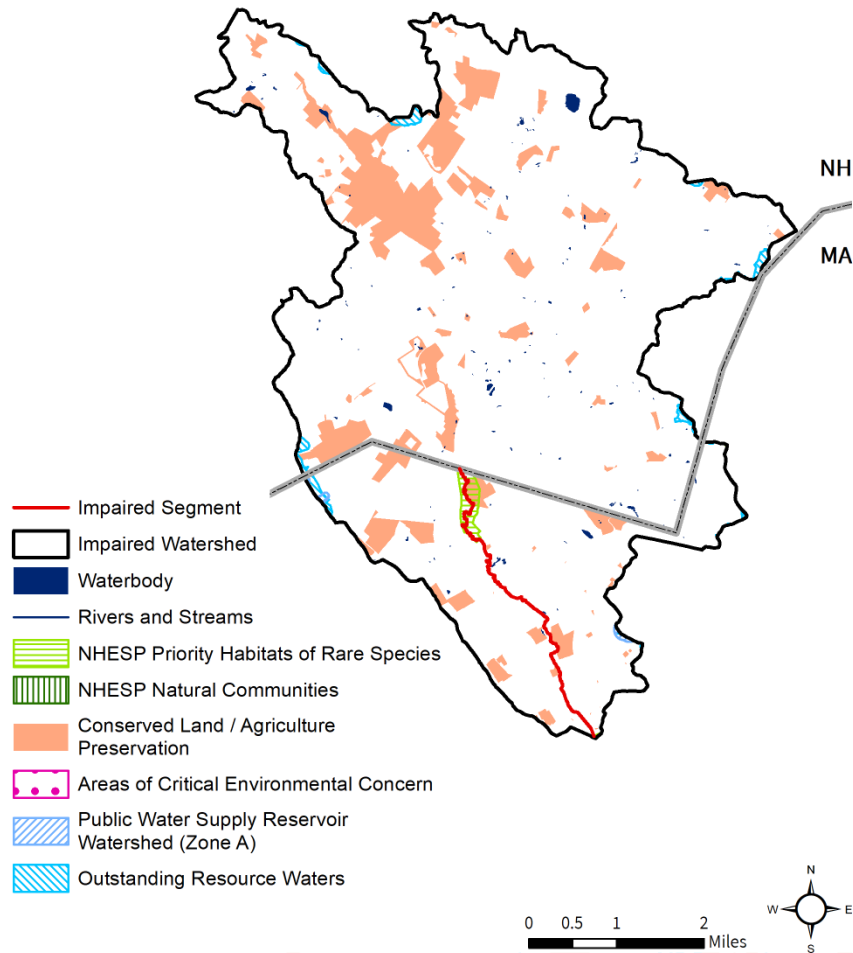 NH
MA
Impaired Segment
Impaired Watershed
Waterbody
Rivers and Streams
NHESP Priority Habitats of Rare Species
NHESP Natural Communities
Conserved Land / Agriculture
Preservation
Areas of Critical Environmental Concern
Public Water Supply Reservoir
Watershed (Zone A)
Outstanding Resource Waters
N
W E
S
0 0.5 1 2
Miles